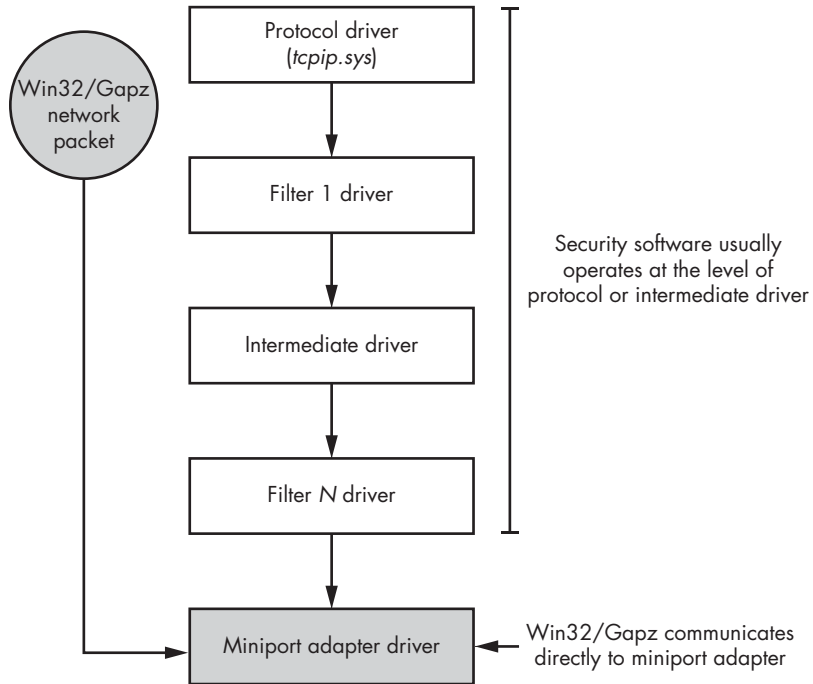 Protocol driver
(tcpip.sys)
Win32/Gapz
network
packet
Filter 1 driver
Security software usually
operates at the level of
protocol or intermediate driver
Intermediate driver
Filter N driver
Miniport adapter driver
Win32/Gapz communicates
directly to miniport adapter